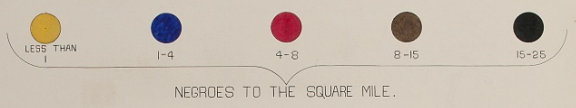 LESS THAN
1
1-4
4-8
8-15
15-25
NEGROES TO THE SQUARE MILE.